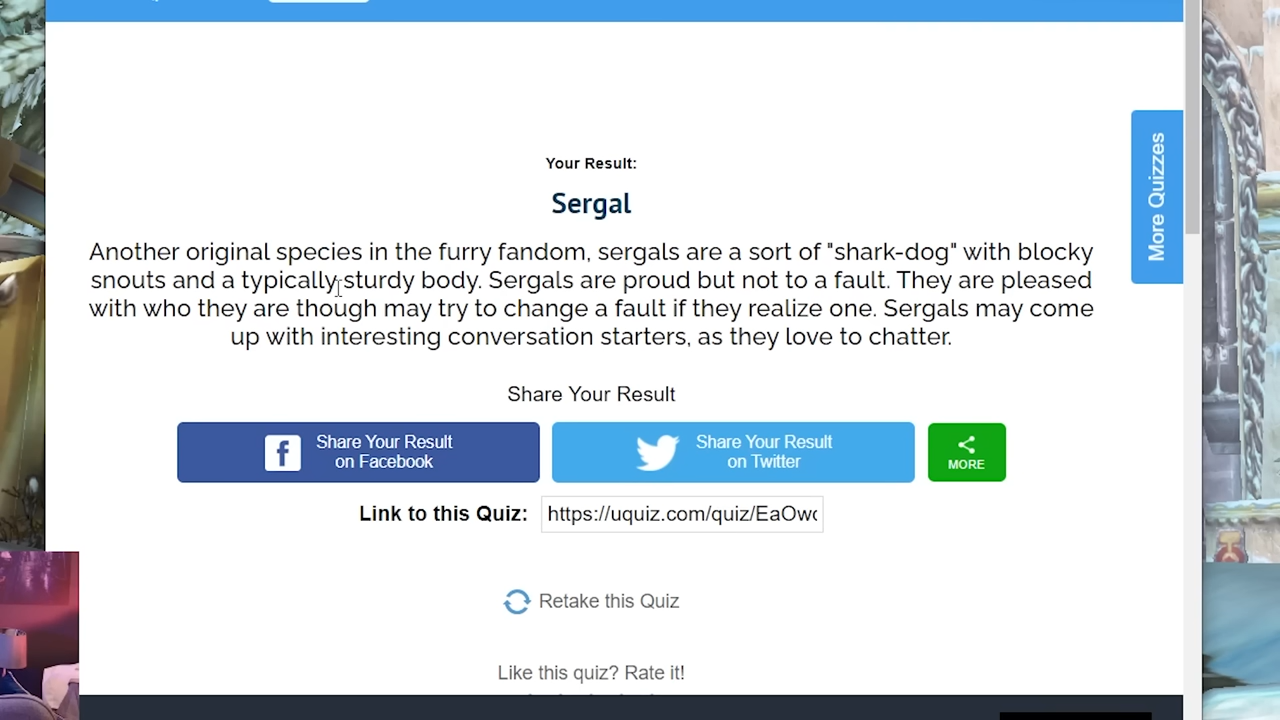 More Quizzes
Your Result:
Sergal
Another original species in the furry fandom, sergals are a sort of "shark-dog" with blocky
snouts and a typically sturdy body. Sergals are proud but not to a fault. They are pleased
with who they are though may try to change a fault if they realize one. Sergals may come
up with interesting conversation starters, as they love to chatter.
Share Your Result
Share Your Result
on Facebook
Share Your Result
on Twitter
MORE
Link to this Quiz: https://uquiz.com/quiz/EaOw
Retake this Quiz
Like this quiz? Rate it!